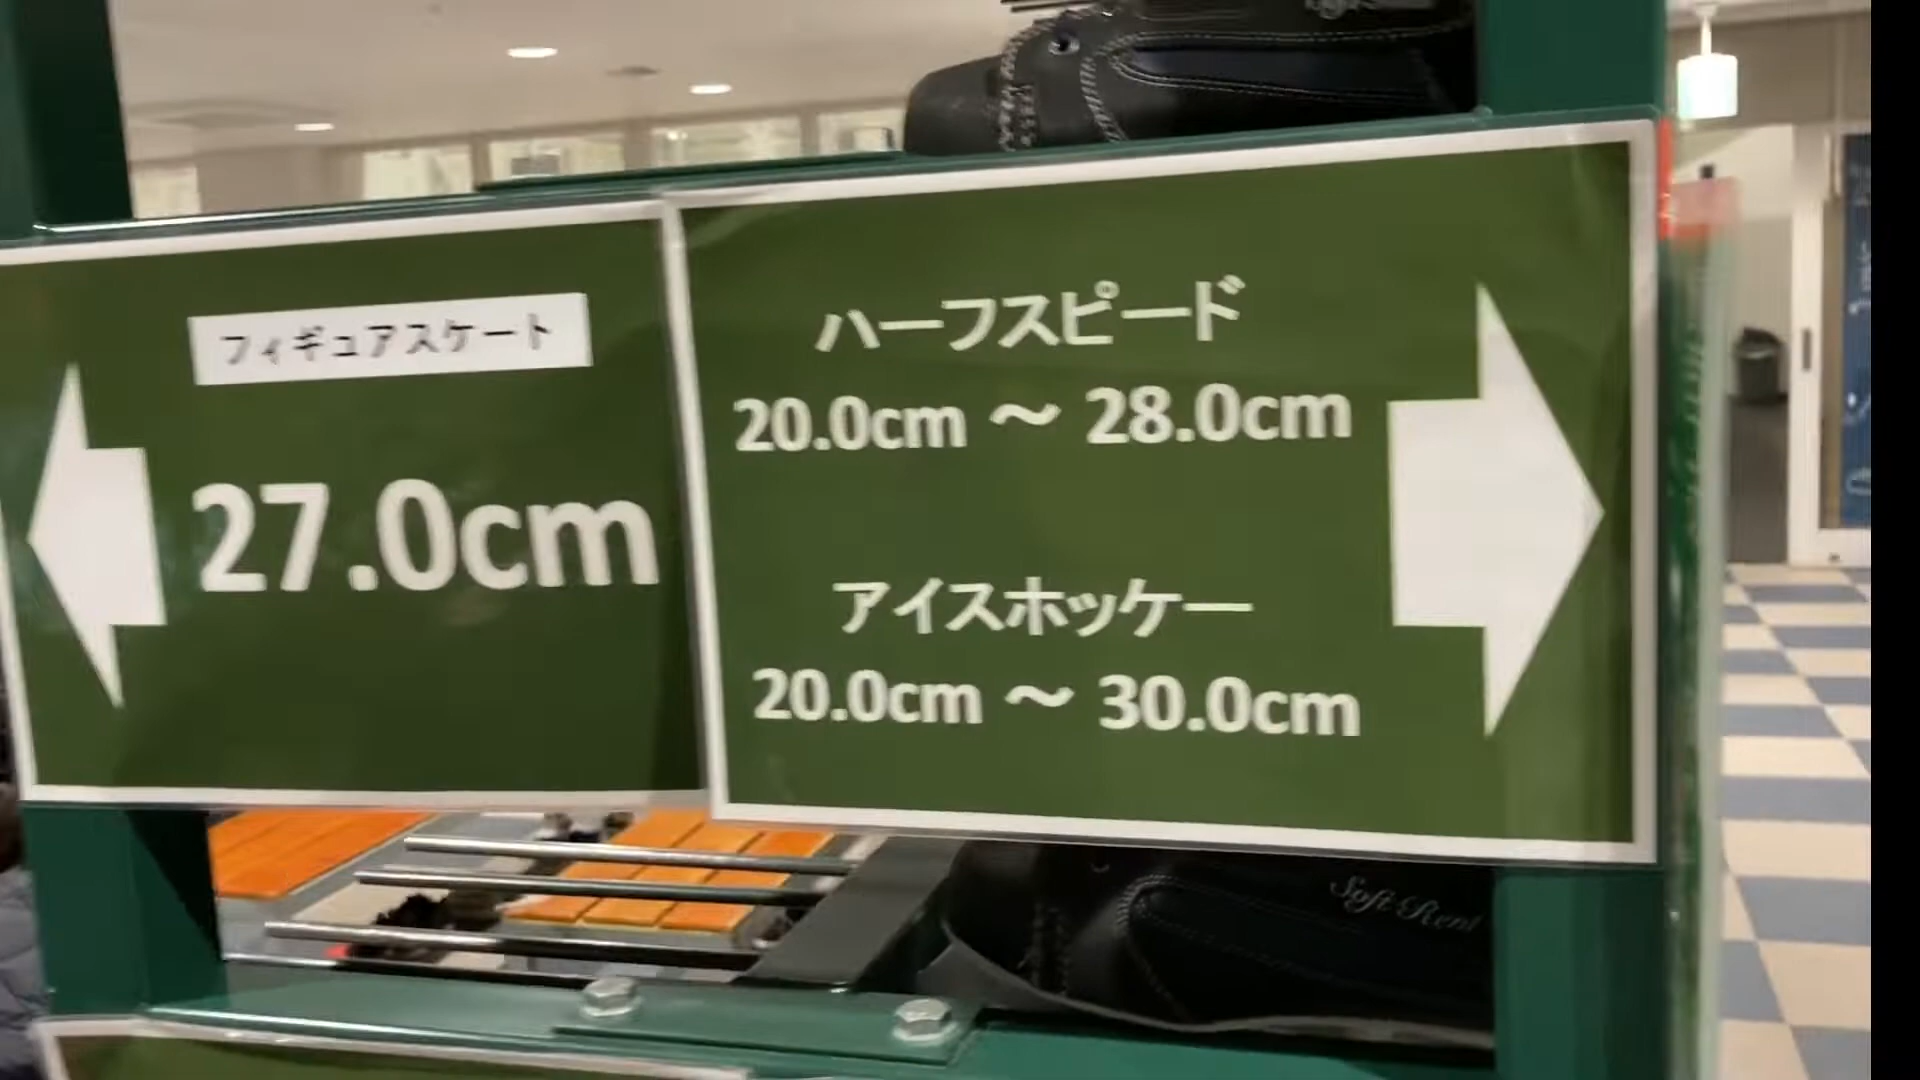 フィギュアスケート
27.0cm
ハーフスピード
20.0cm ～ 28.0cm
アイスホッケー
20.0cm ～ 30.0cm
Soft Rent